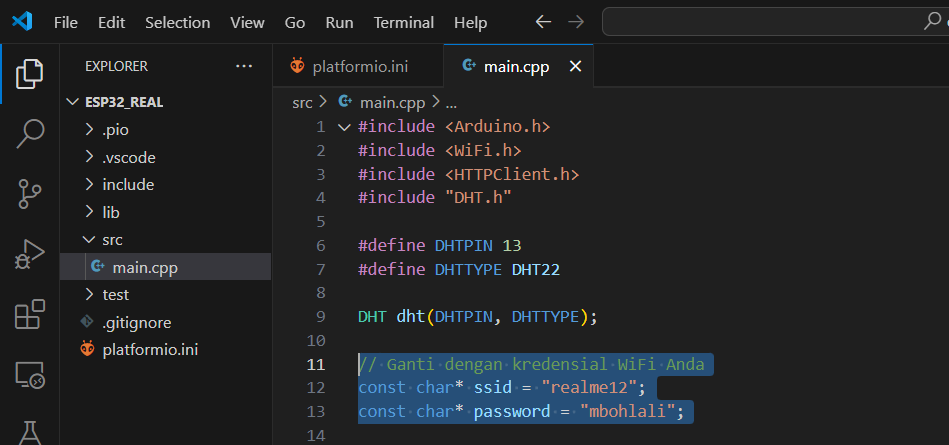 File Edit Selection View Go Run Terminal Help
EXPLORER ...
platformio.ini
main.cpp
ESP32_REAL
.pio
.vscode
include
lib
src
main.cpp
test
.gitignore
platformio.ini
src > main.cpp > ...
1 #include <Arduino.h>
2 #include <WiFi.h>
3 #include <HTTPClient.h>
4 #include "DHT.h"
5
6 #define DHTPIN 13
7 #define DHTTYPE DHT22
8
9 DHT dht(DHTPIN, DHTTYPE);
10
11 // Ganti dengan kredensial WiFi Anda
12 const char* ssid = "realme12";
13 const char* password = "mbohlali";
14